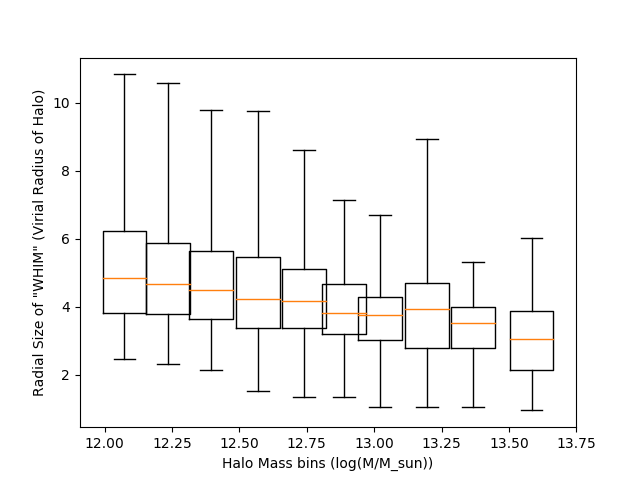 10
8
6
4
2
Radial Size of "WHIM" (Virial Radius of Halo)
12.00 12.25 12.50 12.75 13.00 13.25 13.50 13.75
Halo Mass bins (log(M/M_sun))